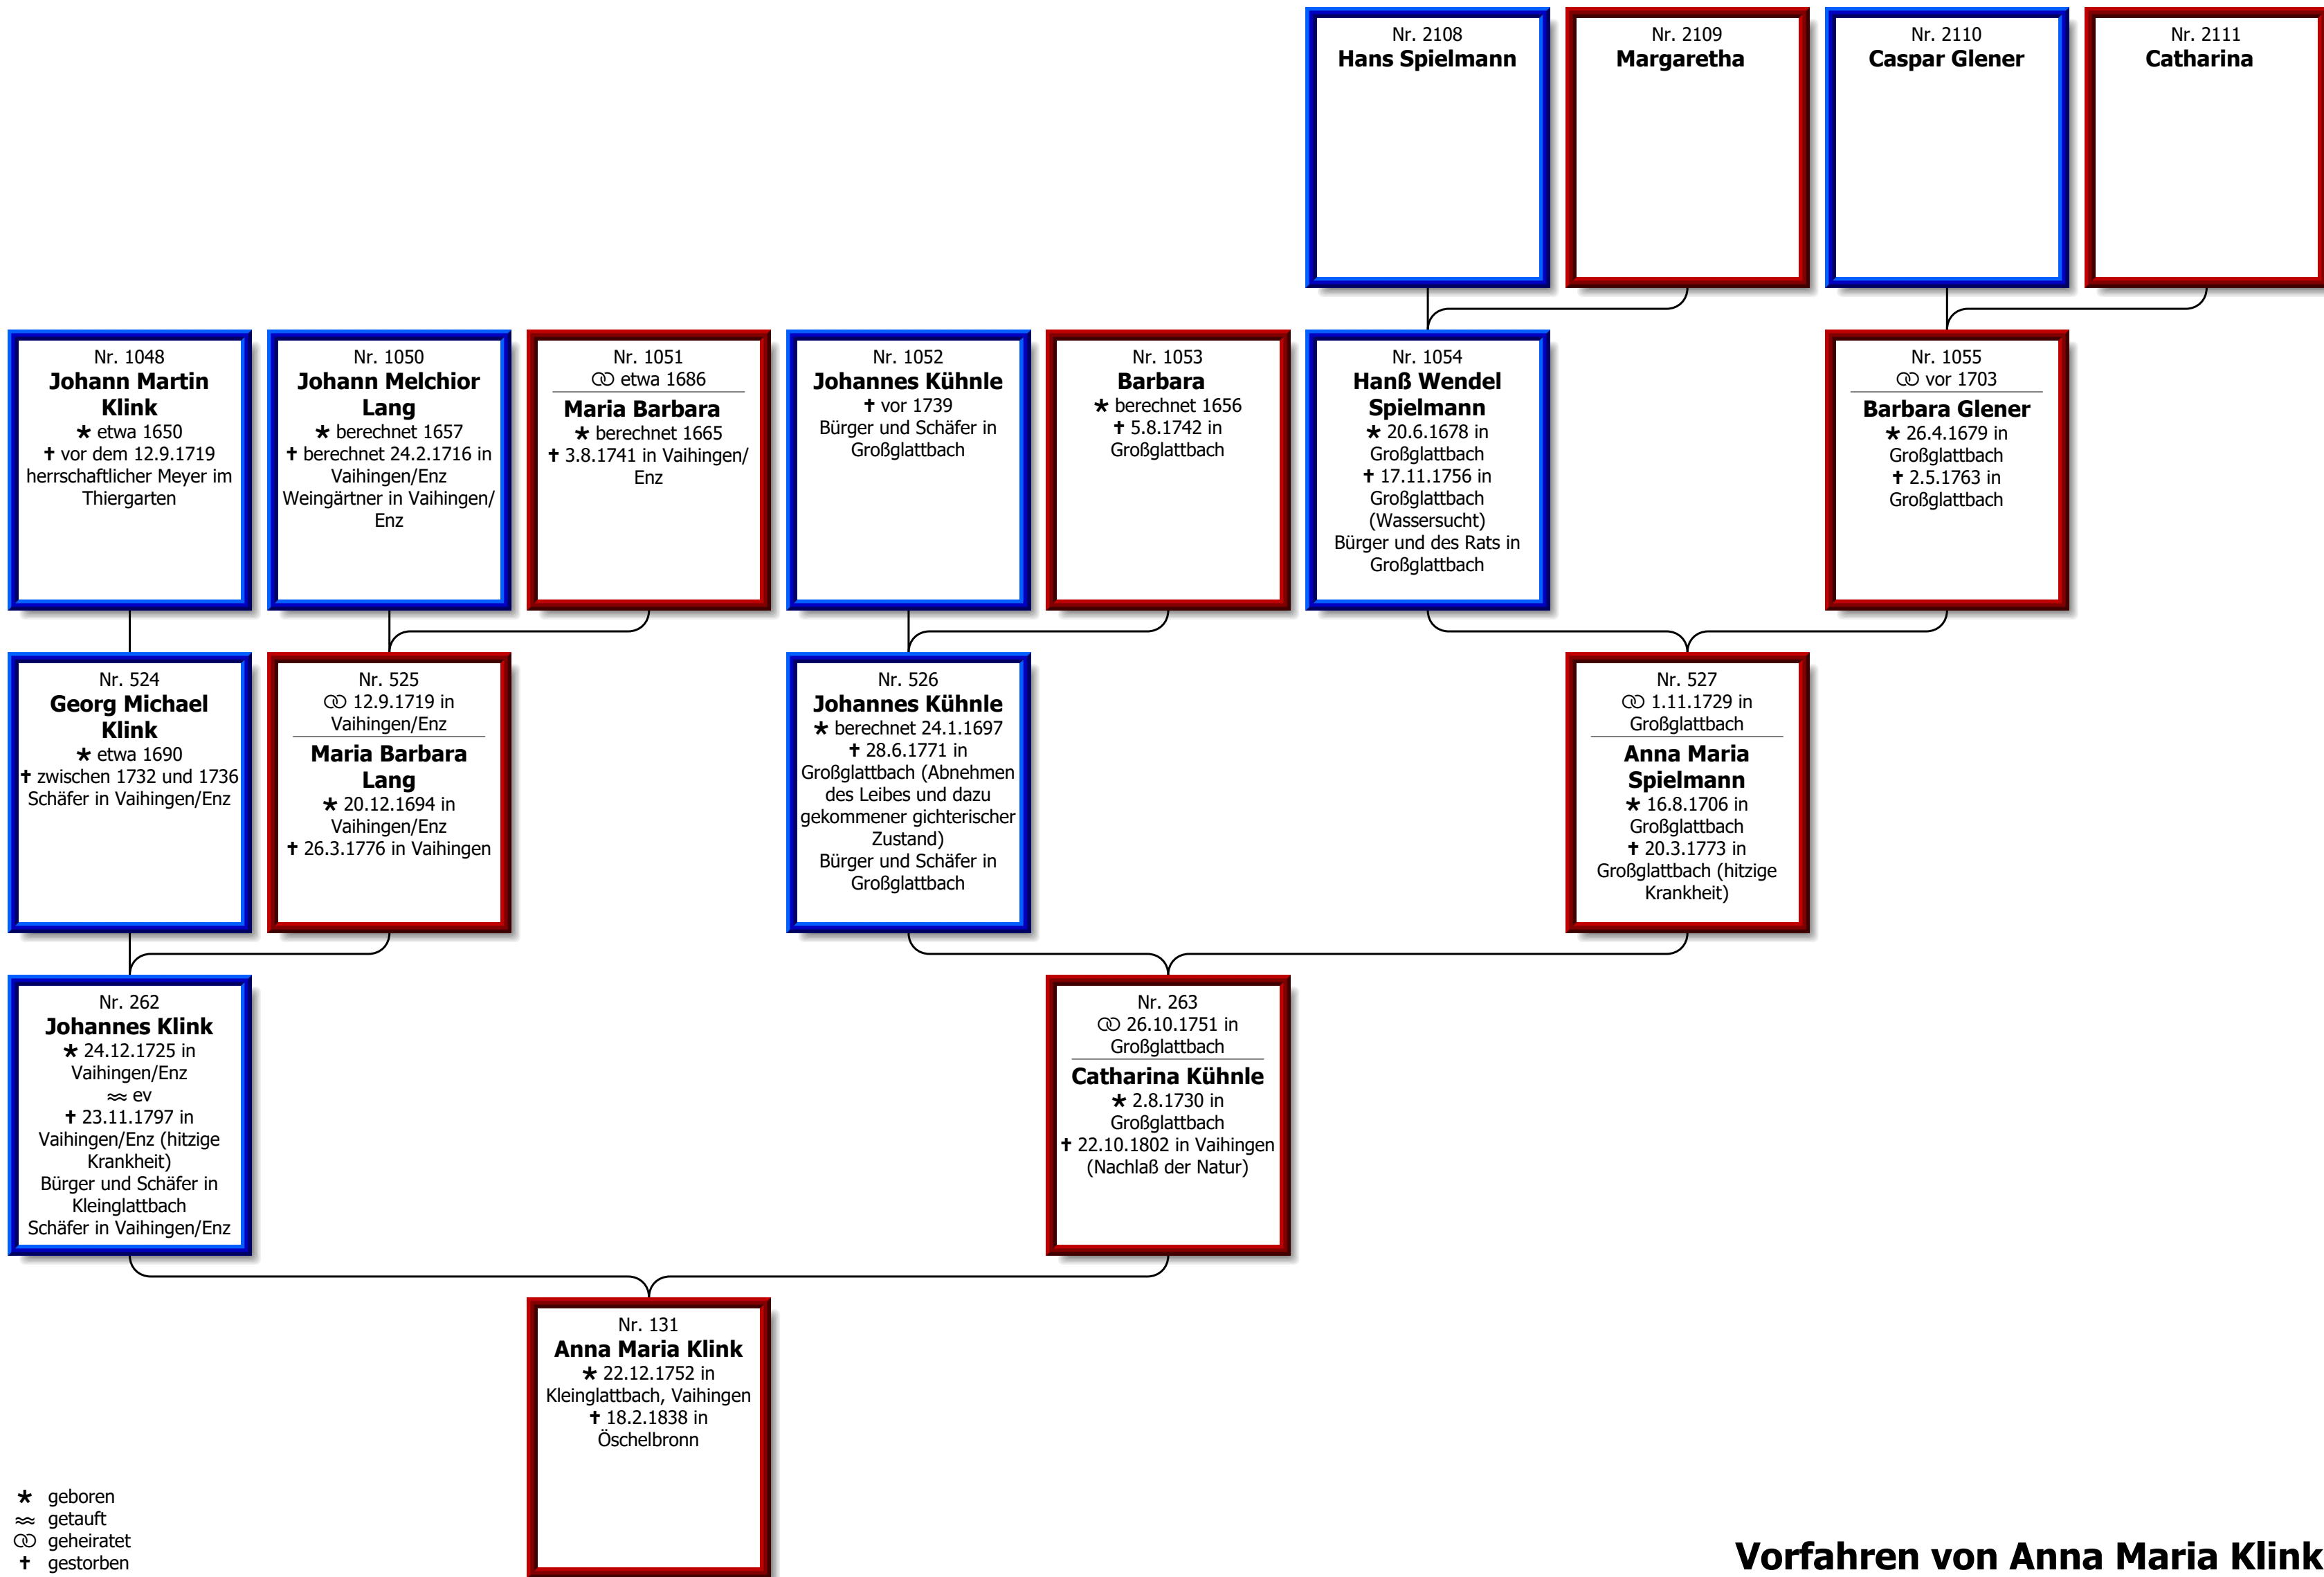 Nr. 2108
Hans Spielmann
Nr. 2109
Margaretha
Nr. 2110
Caspar Glener
Nr. 2111
Catharina
Nr. 1048
Johann Martin
Klink
* etwa 1650
† vor dem 12.9.1719
herrschaftlicher Meyer im
Thiergarten
Nr. 1050
Johann Melchior
Lang
* berechnet 1657
† berechnet 24.2.1716 in
Vaihingen/Enz
Weingärtner in Vaihingen/
Enz
Nr. 1051
⚭ etwa 1686
Maria Barbara
* berechnet 1665
† 3.8.1741 in Vaihingen/
Enz
Nr. 1052
Johannes Kühnle
† vor 1739
Bürger und Schäfer in
Großglattbach
Nr. 1053
Barbara
* berechnet 1656
† 5.8.1742 in
Großglattbach
Nr. 1054
Hanß Wendel
Spielmann
* 20.6.1678 in
Großglattbach
† 17.11.1756 in
Großglattbach
(Wassersucht)
Bürger und des Rats in
Großglattbach
Nr. 1055
⚭ vor 1703
Barbara Glener
* 26.4.1679 in
Großglattbach
† 2.5.1763 in
Großglattbach
Nr. 524
Georg Michael
Klink
* etwa 1690
† zwischen 1732 und 1736
Schäfer in Vaihingen/Enz
Nr. 525
⚭ 12.9.1719 in
Vaihingen/Enz
Maria Barbara
Lang
* 20.12.1694 in
Vaihingen/Enz
† 26.3.1776 in Vaihingen
Nr. 526
Johannes Kühnle
* berechnet 24.1.1697
† 28.6.1771 in
Großglattbach (Abnehmen
des Leibes und dazu
gekommener gichterischer
Zustand)
Bürger und Schäfer in
Großglattbach
Nr. 527
⚭ 1.11.1729 in
Großglattbach
Anna Maria
Spielmann
* 16.8.1706 in
Großglattbach
† 20.3.1773 in
Großglattbach (hitzige
Krankheit)
Nr. 262
Johannes Klink
* 24.12.1725 in
Vaihingen/Enz
≈ ev
† 23.11.1797 in
Vaihingen/Enz (hitzige
Krankheit)
Bürger und Schäfer in
Kleinglattbach
Schäfer in Vaihingen/Enz
Nr. 263
⚭ 26.10.1751 in
Großglattbach
Catharina Kühnle
* 2.8.1730 in
Großglattbach
† 22.10.1802 in Vaihingen
(Nachlaß der Natur)
Nr. 131
Anna Maria Klink
* 22.12.1752 in
Kleinglattbach, Vaihingen
† 18.2.1838 in
Öschelbronn
* geboren
≈ getauft
⚭ geheiratet
† gestorben
Vorfahren von Anna Maria Klink